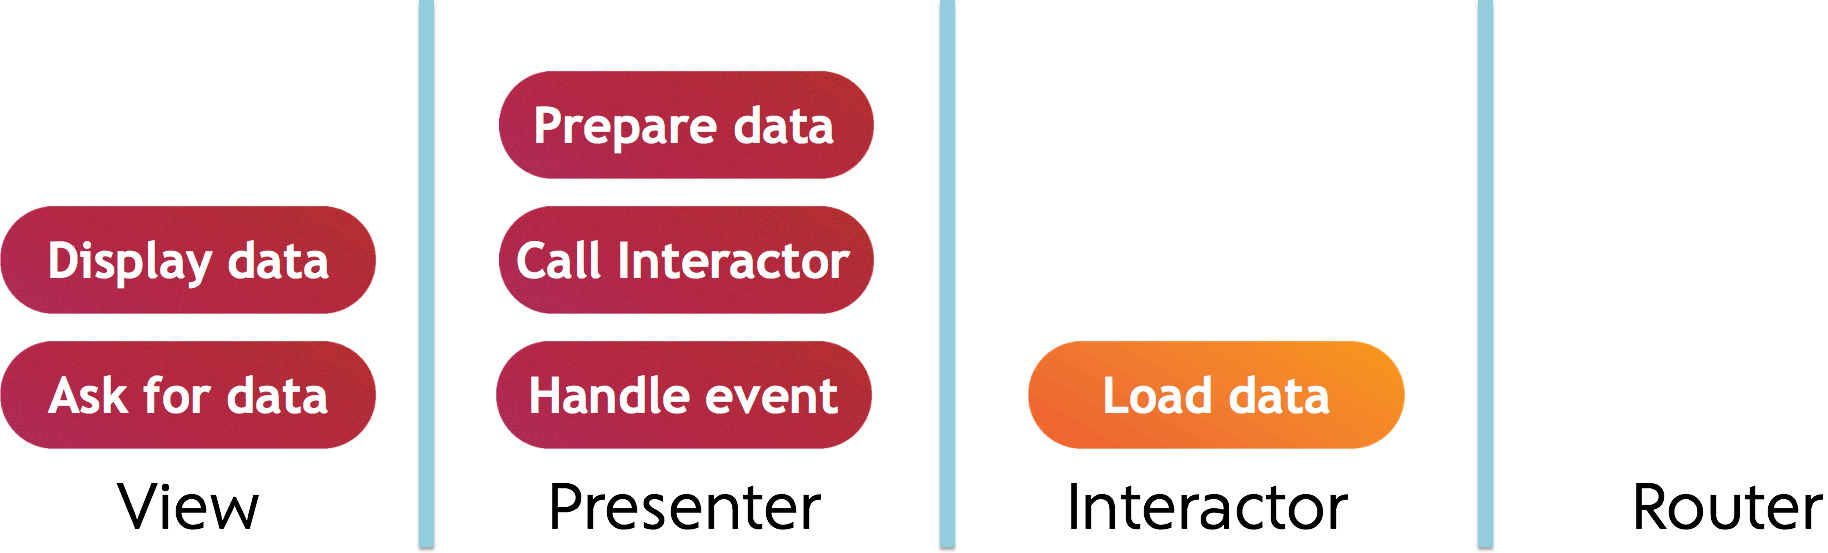 Prepare data
Display data
Call Interactor
Ask for data
Handle event
Load data
View
Presenter
Interactor
Router